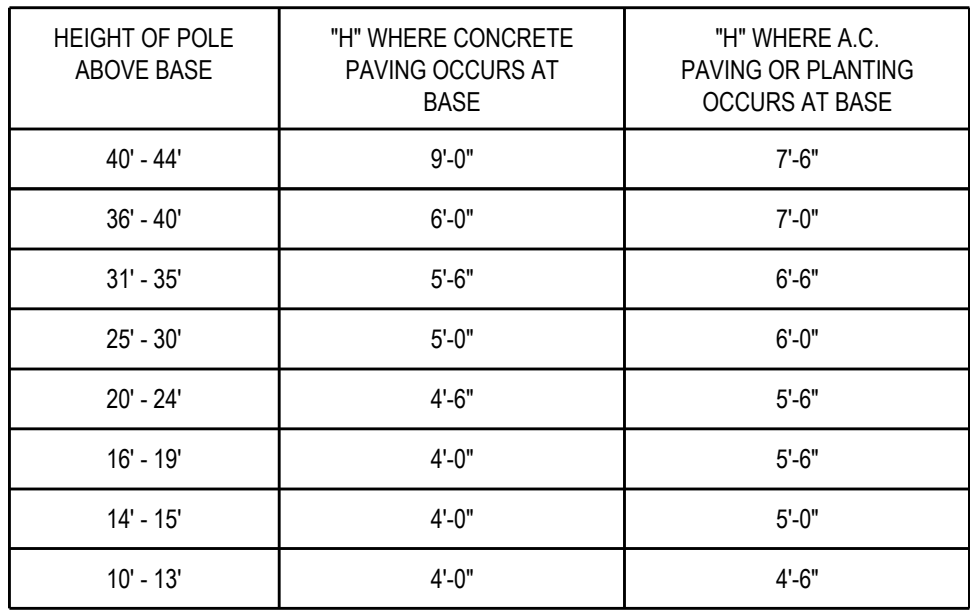 HEIGHT OF POLE
ABOVE BASE
"H" WHERE CONCRETE
PAVING OCCURS AT
BASE
"H" WHERE A.C.
PAVING OR PLANTING
OCCURS AT BASE
40' - 44' 9'-0" 7'-6"
36' - 40' 6'-0" 7'-0"
31' - 35' 5'-6" 6'-6"
25' - 30' 5'-0" 6'-0"
20' - 24' 4'-6" 5'-6"
16' - 19' 4'-0" 5'-6"
14' - 15' 4'-0" 5'-0"
10' - 13' 4'-0" 4'-6"